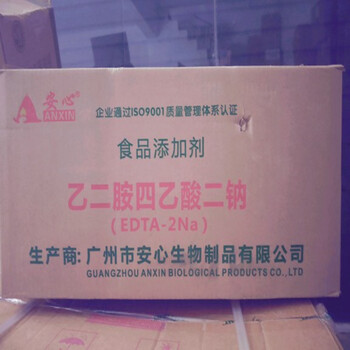 安心®
ANXIN
企业通过ISO9001质量管理体系认证
食品添加剂
乙二胺四乙酸二钠
(EDTA-2Na)
生产商:广州市安心生物制品有限公司
GUANGZHOU ANXIN BIOLOGICAL PRODUCTS CO.,LTD.